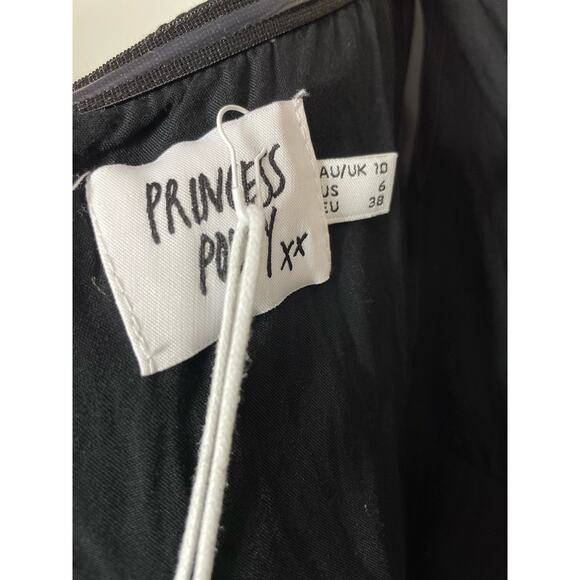 PRINCESS
POLLY xx
AU/UK 10
US 6
EU 38